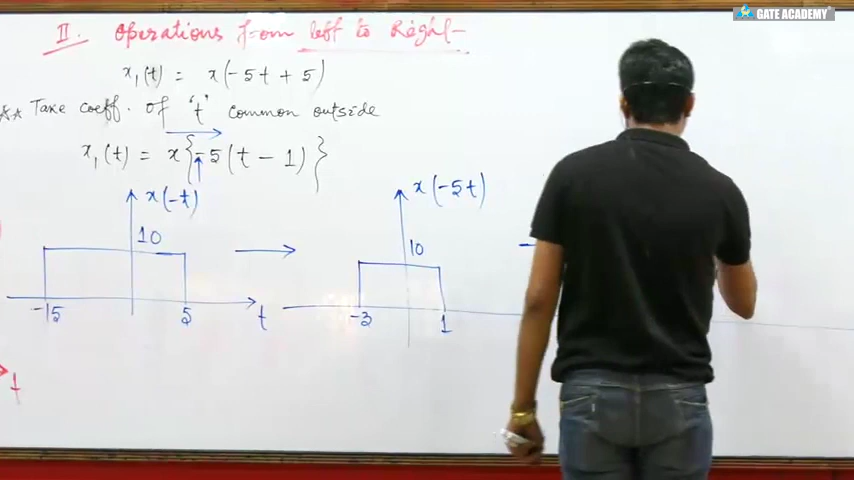 GATE ACADEMY
II. Operations from left to Right-
x₁(t) = x(-5t + 5)
** Take coeff. of 't' common outside
x₁(t) = x{-5(t - 1)}
x(-t)
10
-15
5
t
x(-5t)
10
-3
1
t